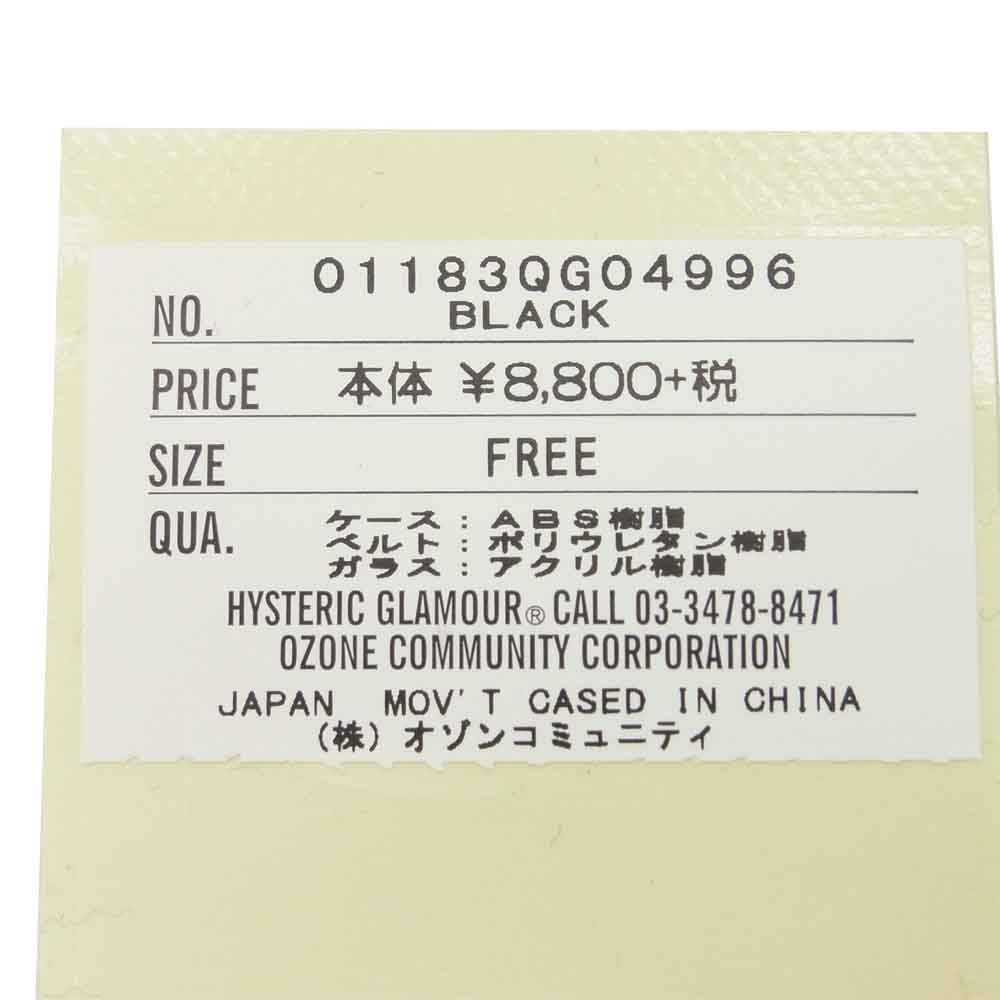 01183QG04996
NO. BLACK
PRICE 本体 ¥8,800+税
SIZE FREE
QUA. ケース:ABS樹脂
ベルト:ポリウレタン樹脂
ガラス:アクリル樹脂
HYSTERIC GLAMOUR® CALL 03-3478-8471
OZONE COMMUNITY CORPORATION
JAPAN MOV'T CASED IN CHINA
(株)オゾンコミュニティ